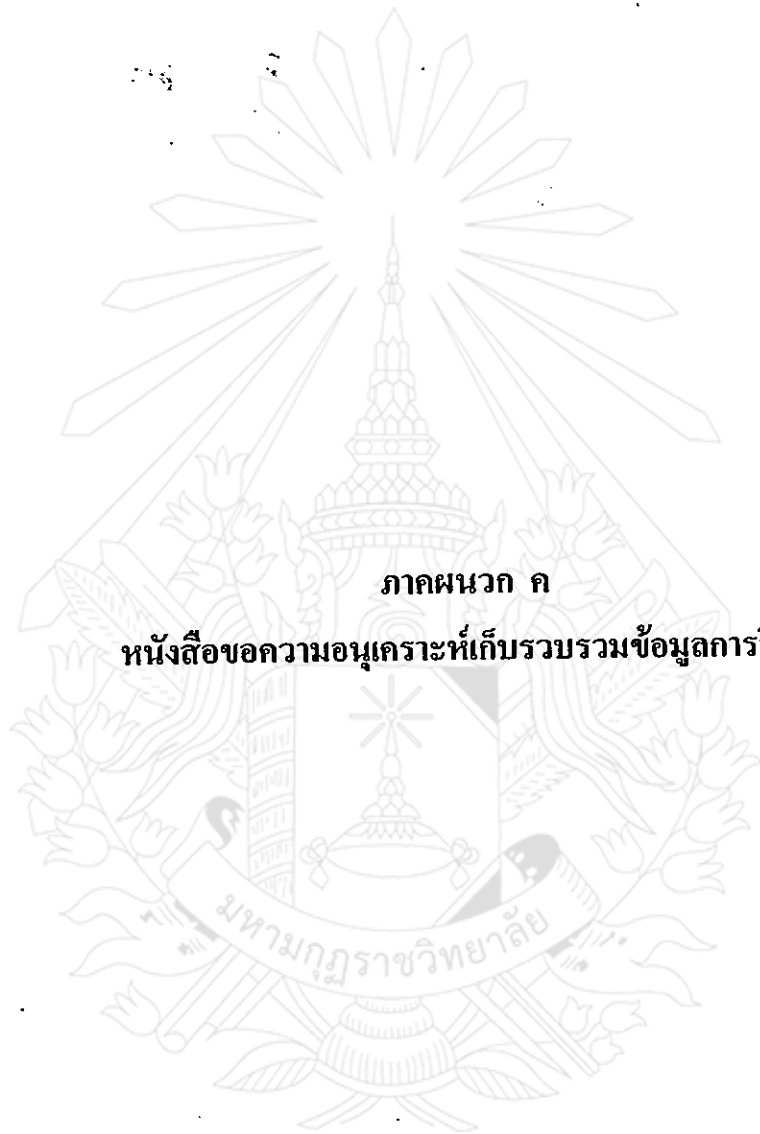 ภาคผนวก ค
หนังสือขอความอนุเคราะห์เก็บรวบรวมข้อมูลการ
มหามกุฏราชวิทยาลัย